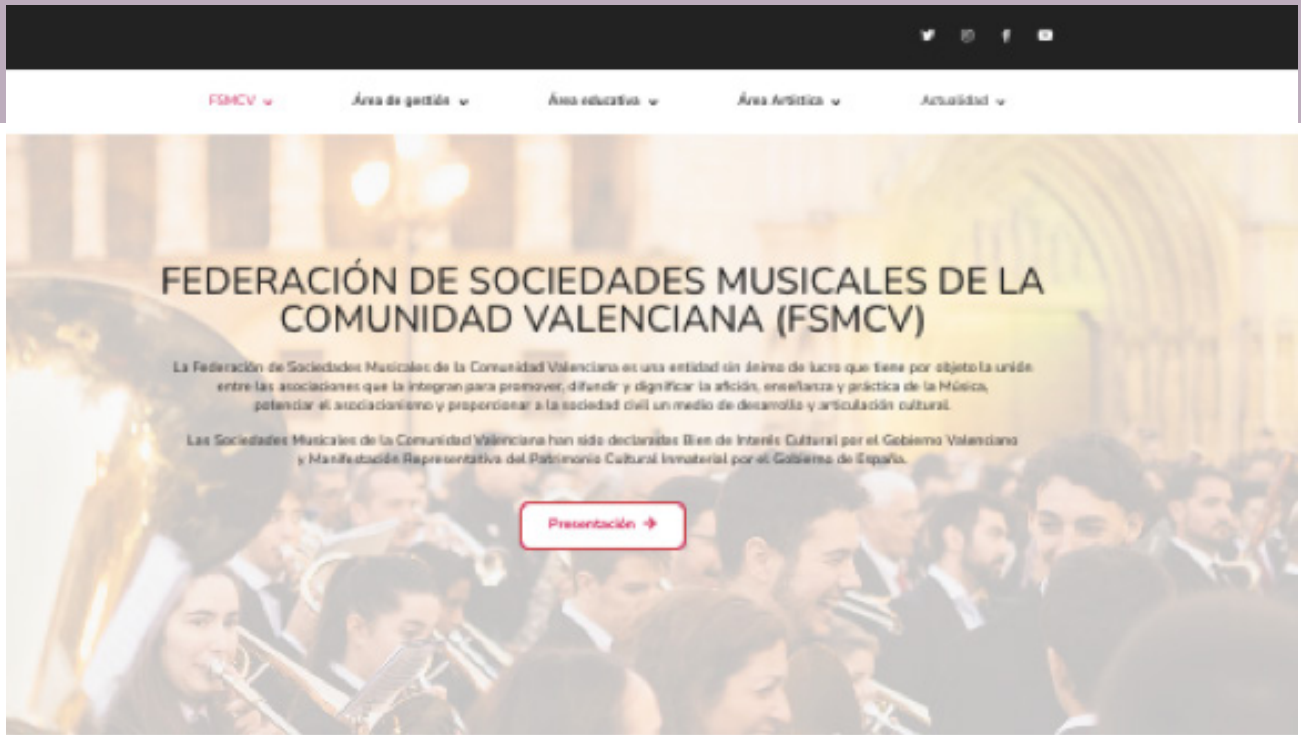 FSMCV
Área de gestión
Área educativa
Área Artística
Actualidad
FEDERACIÓN DE SOCIEDADES MUSICALES DE LA
COMUNIDAD VALENCIANA (FSMCV)
La Federación de Sociedades Musicales de la Comunidad Valenciana es una entidad sin ánimo de lucro que tiene por objeto la unión
entre las asociaciones que la integran para promover, difundir y dignificar la afición, enseñanza y práctica de la Música,
potenciar el asociacionismo y proporcionar a la sociedad civil un medio de desarrollo y articulación cultural.
Las Sociedades Musicales de la Comunidad Valenciana han sido declaradas Bien de Interés Cultural por el Gobierno Valenciano
y Manifestación Representativa del Patrimonio Cultural Inmaterial por el Gobierno de España.
Presentación →